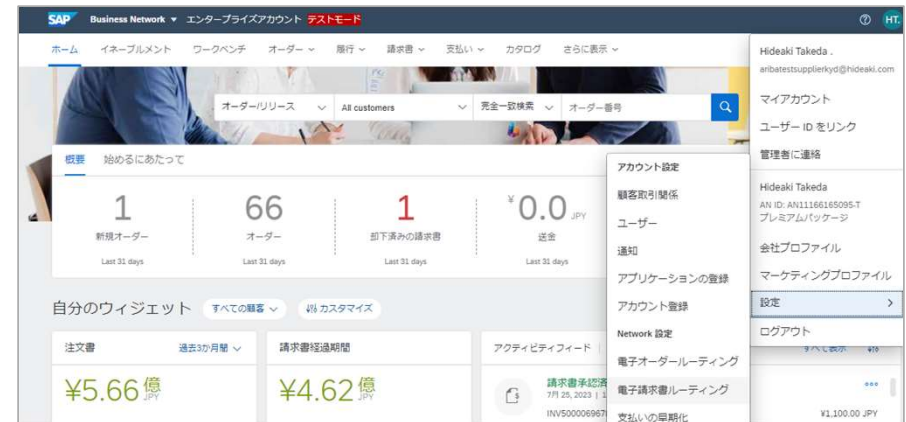 SAP Business Network ▼ エンタープライズアカウント テストモード
HT.
ホーム イネーブルメント ワークベンチ オーダー 履行 請求書 支払い カタログ さらに表示
オーダー/リリース All customers 完全一致検索 オーダー番号
概要 始めるにあたって
1 66 1 ¥ 0.0 JPY
新規オーダー オーダー 却下済みの請求書 送金
Last 31 days Last 31 days Last 31 days Last 31 days
自分のウィジェット すべての顧客 カスタマイズ
注文書 過去3か月間 請求書経過期間 アクティビティフィード
¥5.66 億 JPY ¥4.62 億 JPY
請求書承認済
7月 25, 2023 | 1
INV500006967
すべて表示
¥1,100.00 JPY
アカウント設定
顧客取引関係
ユーザー
通知
アプリケーションの登録
アカウント登録
Network 設定
電子オーダールーティング
電子請求書ルーティング
支払いの早期化
Hideaki Takeda .
aribatestsupplierkyd@hideaki.com
マイアカウント
ユーザー ID をリンク
管理者に連絡
Hideaki Takeda
AN ID: AN11166165095-T
プレミアムパッケージ
会社プロファイル
マーケティングプロファイル
設定 >
ログアウト